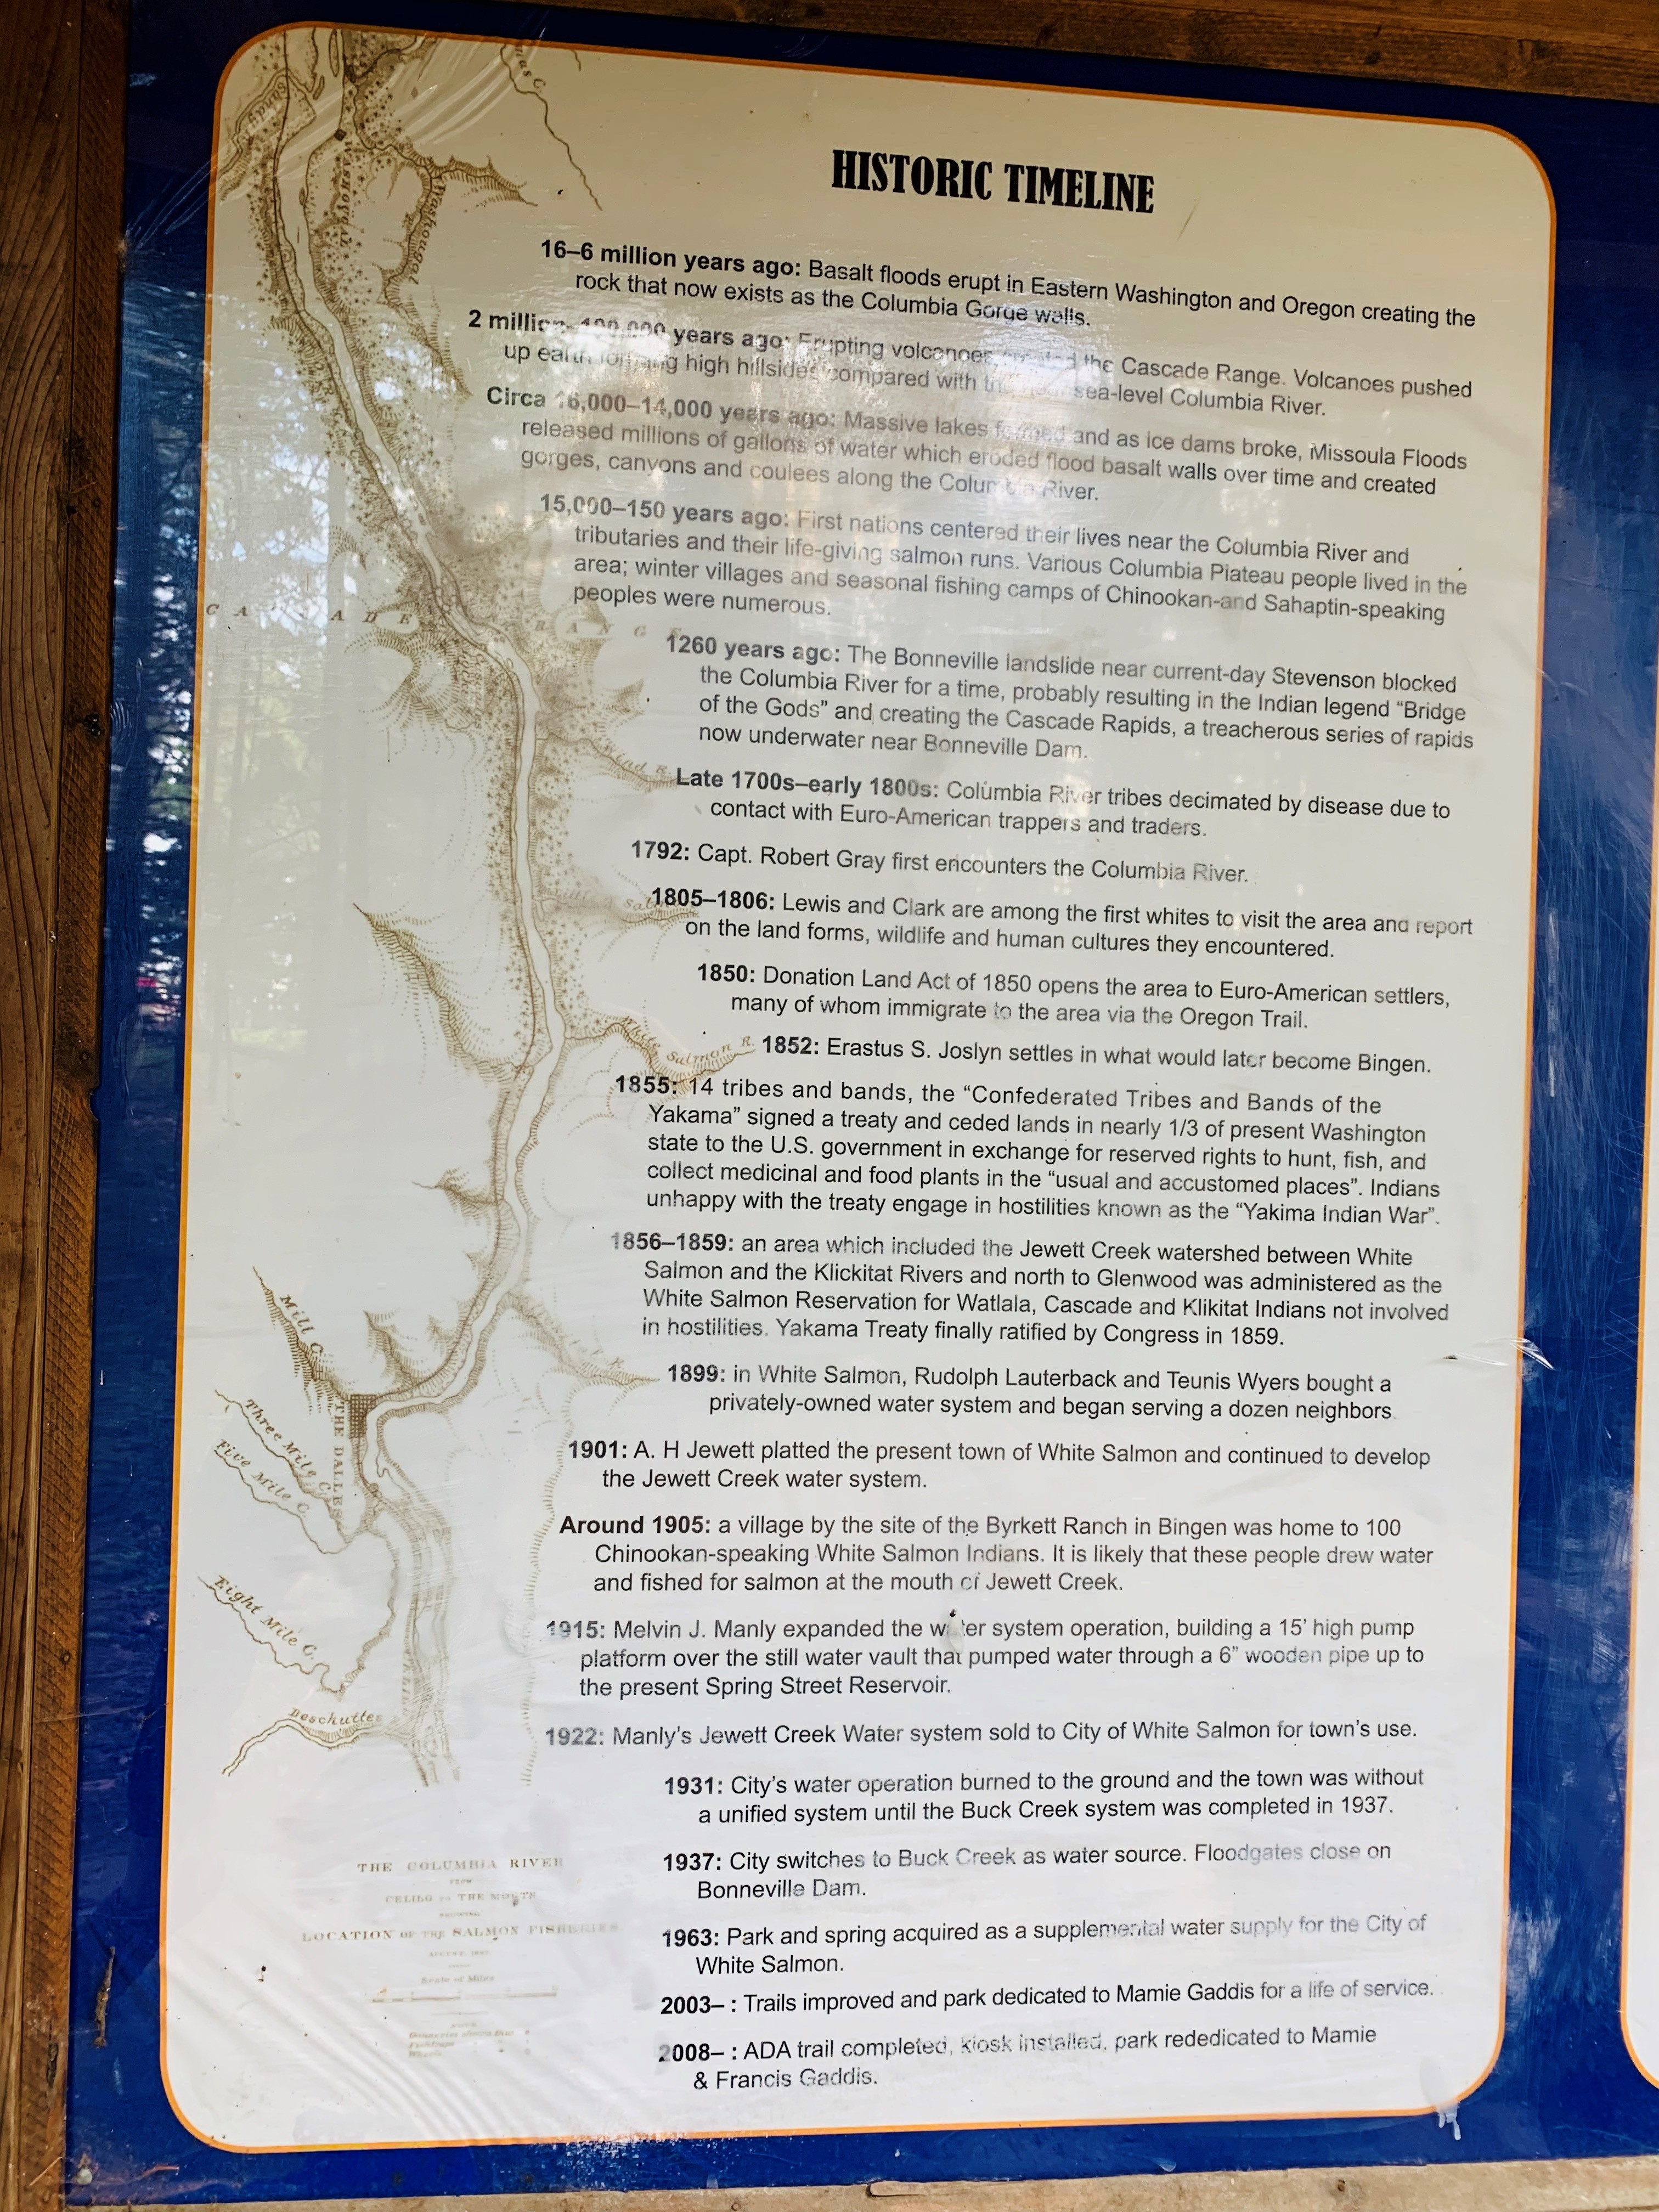 HISTORIC TIMELINE
16–6 million years ago: Basalt floods erupt in Eastern Washington and Oregon creating the
rock that now exists as the Columbia Gorge walls.
2 million–100,000 years ago: Erupting volcanoes created the Cascade Range. Volcanoes pushed
up earth forming high hillsides compared with the near sea-level Columbia River.
Circa 16,000–14,000 years ago: Massive lakes formed and as ice dams broke, Missoula Floods
released millions of gallons of water which eroded flood basalt walls over time and created
gorges, canyons and coulees along the Columbia River.
15,000–150 years ago: First nations centered their lives near the Columbia River and
tributaries and their life-giving salmon runs. Various Columbia Plateau people lived in the
area; winter villages and seasonal fishing camps of Chinookan-and Sahaptin-speaking
peoples were numerous.
1260 years ago: The Bonneville landslide near current-day Stevenson blocked
the Columbia River for a time, probably resulting in the Indian legend “Bridge
of the Gods” and creating the Cascade Rapids, a treacherous series of rapids
now underwater near Bonneville Dam.
Late 1700s–early 1800s: Columbia River tribes decimated by disease due to
contact with Euro-American trappers and traders.
1792: Capt. Robert Gray first encounters the Columbia River.
1805–1806: Lewis and Clark are among the first whites to visit the area and report
on the land forms, wildlife and human cultures they encountered.
1850: Donation Land Act of 1850 opens the area to Euro-American settlers,
many of whom immigrate to the area via the Oregon Trail.
1852: Erastus S. Joslyn settles in what would later become Bingen.
1855: 14 tribes and bands, the “Confederated Tribes and Bands of the
Yakama” signed a treaty and ceded lands in nearly 1/3 of present Washington
state to the U.S. government in exchange for reserved rights to hunt, fish, and
collect medicinal and food plants in the “usual and accustomed places”. Indians
unhappy with the treaty engage in hostilities known as the “Yakima Indian War”.
1856–1859: an area which included the Jewett Creek watershed between White
Salmon and the Klickitat Rivers and north to Glenwood was administered as the
White Salmon Reservation for Watlala, Cascade and Klikitat Indians not involved
in hostilities. Yakama Treaty finally ratified by Congress in 1859.
1899: in White Salmon, Rudolph Lauterback and Teunis Wyers bought a
privately-owned water system and began serving a dozen neighbors
1901: A. H Jewett platted the present town of White Salmon and continued to develop
the Jewett Creek water system.
Around 1905: a village by the site of the Byrkett Ranch in Bingen was home to 100
Chinookan-speaking White Salmon Indians. It is likely that these people drew water
and fished for salmon at the mouth of Jewett Creek.
1915: Melvin J. Manly expanded the water system operation, building a 15’ high pump
platform over the still water vault that pumped water through a 6” wooden pipe up to
the present Spring Street Reservoir.
1922: Manly’s Jewett Creek Water system sold to City of White Salmon for town’s use.
1931: City’s water operation burned to the ground and the town was without
a unified system until the Buck Creek system was completed in 1937.
1937: City switches to Buck Creek as water source. Floodgates close on
Bonneville Dam.
1963: Park and spring acquired as a supplemental water supply for the City of
White Salmon.
2003– : Trails improved and park dedicated to Mamie Gaddis for a life of service.
2008– : ADA trail completed, kiosk installed, park rededicated to Mamie
& Francis Gaddis.
Washougal
CASCADE RANGE
White Salmon R.
Mill C.
THE DALLES
Three Mile C.
Five Mile C.
Eight Mile C.
Deschutes
THE COLUMBIA RIVER
FROM
CELILO TO THE MOUTH
SHOWING
LOCATION OF THE SALMON FISHERIES
Scale of Miles